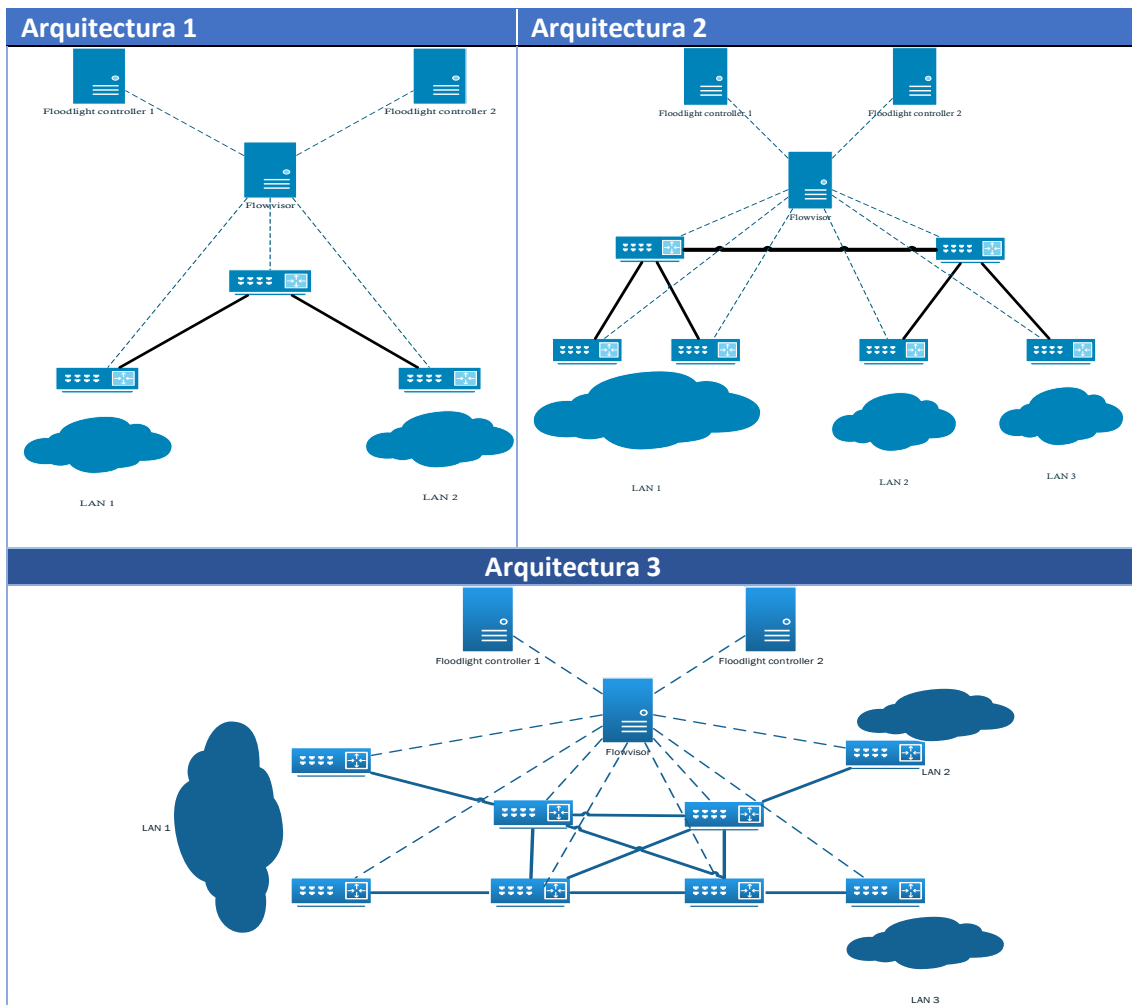 Arquitectura 1
Floodlight controller 1
Floodlight controller 2
Flowvisor
LAN 1
LAN 2
Arquitectura 2
Floodlight controller 1
Floodlight controller 2
Flowvisor
LAN 1
LAN 2
LAN 3
Arquitectura 3
Floodlight controller 1
Floodlight controller 2
Flowvisor
LAN 2
LAN 1
LAN 3